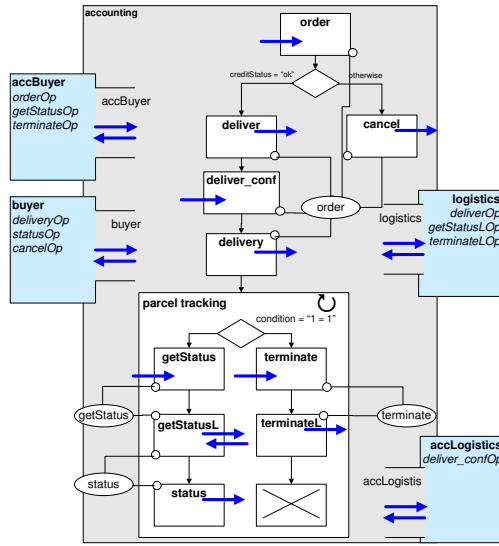 accounting
order
creditStatus = "ok"
otherwise
accBuyer
orderOp
getStatusOp
terminateOp
accBuyer
deliver
cancel
deliver_conf
order
buyer
deliveryOp
statusOp
cancelOp
buyer
delivery
logistics
logistics
deliverOp
getStatusLOp
terminateLOp
parcel tracking
condition = "1 = 1"
getStatus
terminate
getStatus
getStatusL
terminateL
terminate
status
status
accLogistis
accLogistics
deliver_confOp